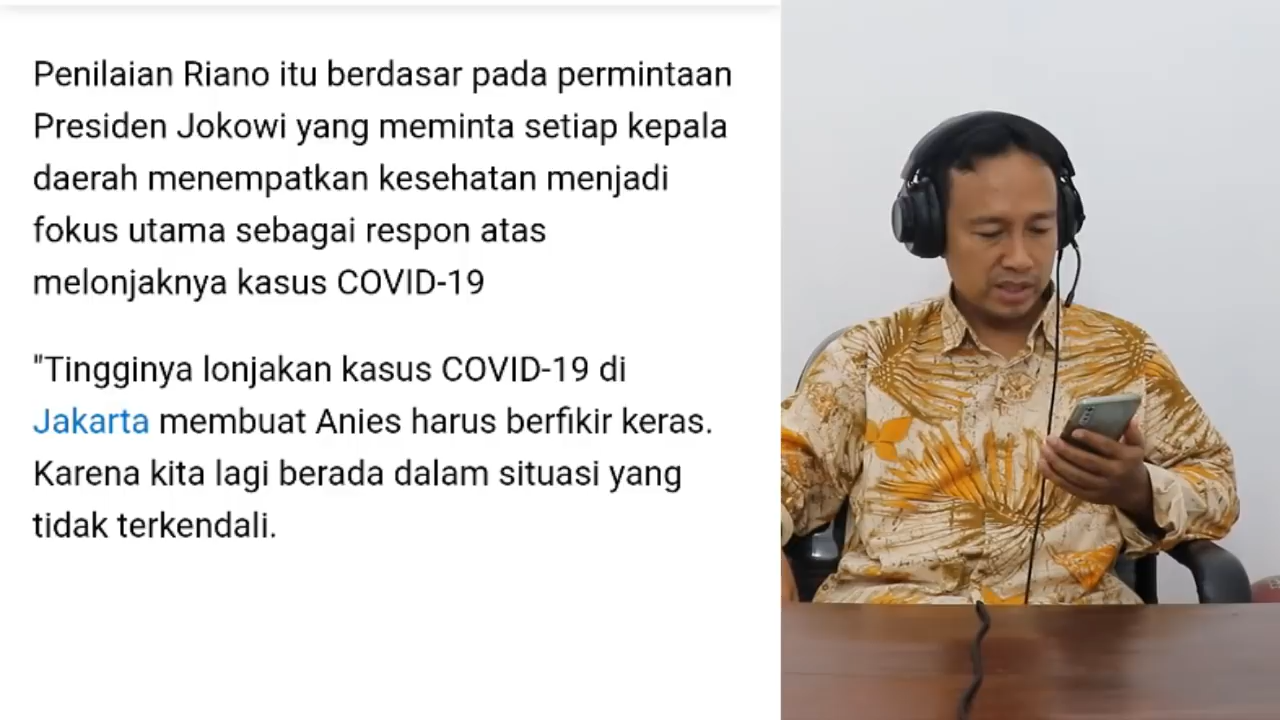 Penilaian Riano itu berdasar pada permintaan
Presiden Jokowi yang meminta setiap kepala
daerah menempatkan kesehatan menjadi
fokus utama sebagai respon atas
melonjaknya kasus COVID-19
"Tingginya lonjakan kasus COVID-19 di
Jakarta membuat Anies harus berfikir keras.
Karena kita lagi berada dalam situasi yang
tidak terkendali.